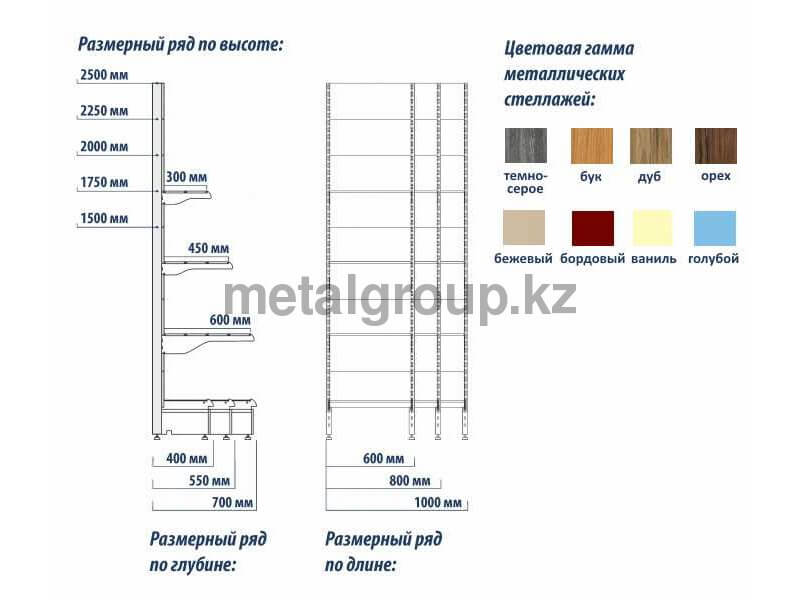 Размерный ряд по высоте:
2500 мм
2250 мм
2000 мм
1750 мм
1500 мм
300 мм
450 мм
600 мм
400 мм
550 мм
700 мм
Размерный ряд
по глубине:
600 мм
800 мм
1000 мм
Размерный ряд
по длине:
Цветовая гамма
металлических
стеллажей:
темно-
серое
бук
дуб
орех
бежевый
бордовый
ваниль
голубой
metalgroup.kz